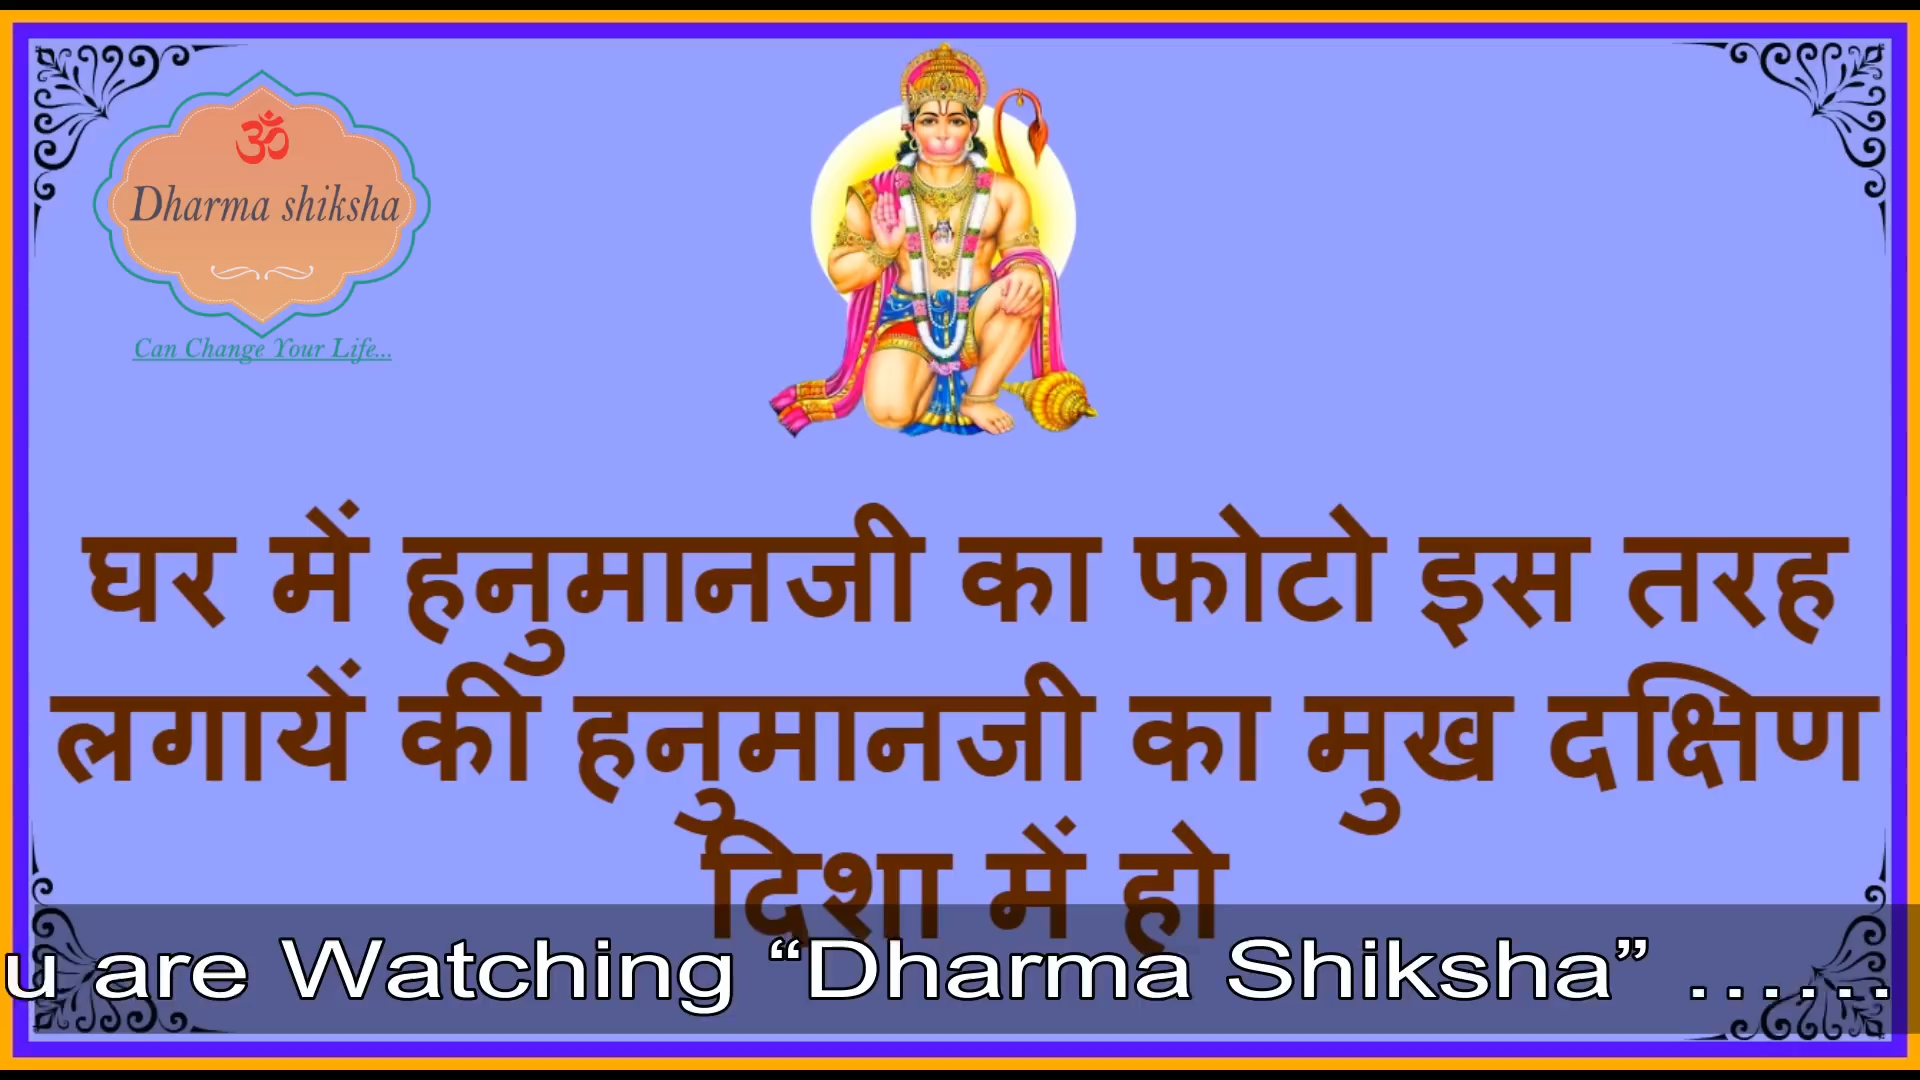 ॐ
Dharma shiksha
Can Change Your Life...
घर में हनुमानजी का फोटो इस तरह
लगायें की हनुमानजी का मुख दक्षिण
दिशा में हो
u are Watching “Dharma Shiksha” ......